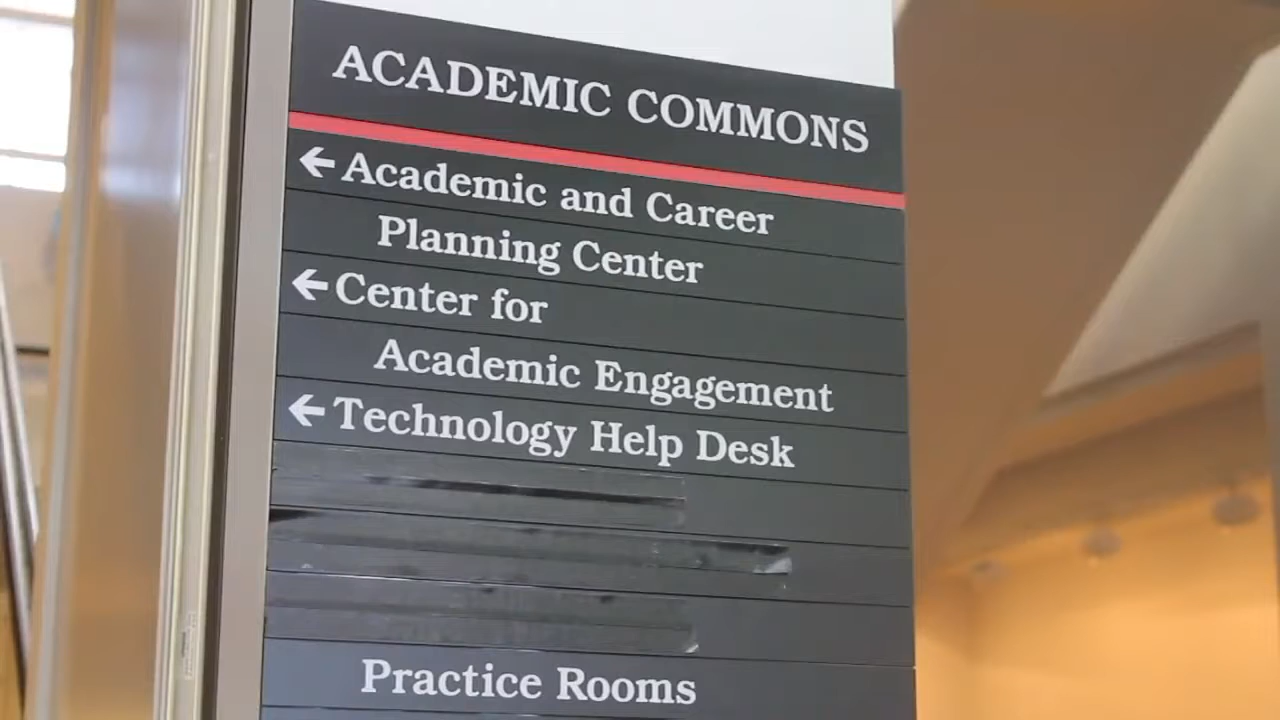 ACADEMIC COMMONS
←Academic and Career
Planning Center
←Center for
Academic Engagement
←Technology Help Desk
Practice Rooms